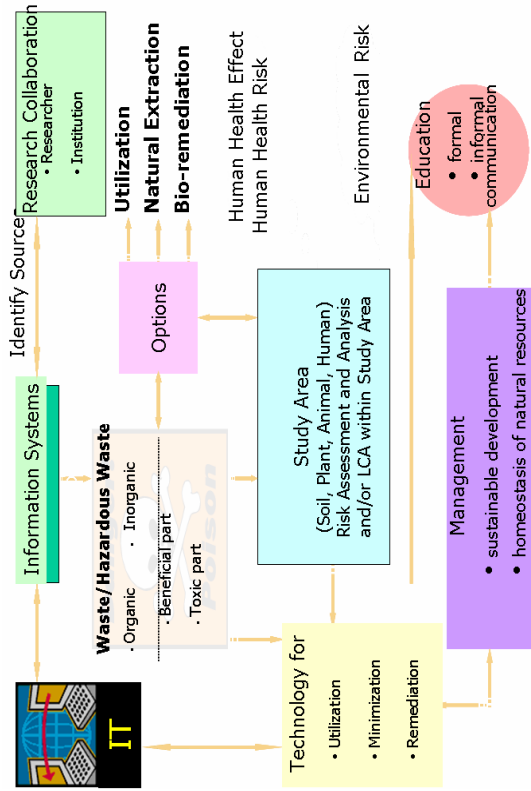 IT
Information Systems
Identify Source
Research Collaboration
• Researcher
• Institution
Waste/Hazardous Waste
• Organic • Inorganic
• Beneficial part
• Toxic part
Poison
Options
Utilization
Natural Extraction
Bio-remediation
Technology for
• Utilization
• Minimization
• Remediation
Study Area
(Soil, Plant, Animal, Human)
Risk Assessment and Analysis
and/or LCA within Study Area
Human Health Effect
Human Health Risk
Environmental Risk
Management
• sustainable development
• homeostasis of natural resources
Education
• formal
• informal
communication